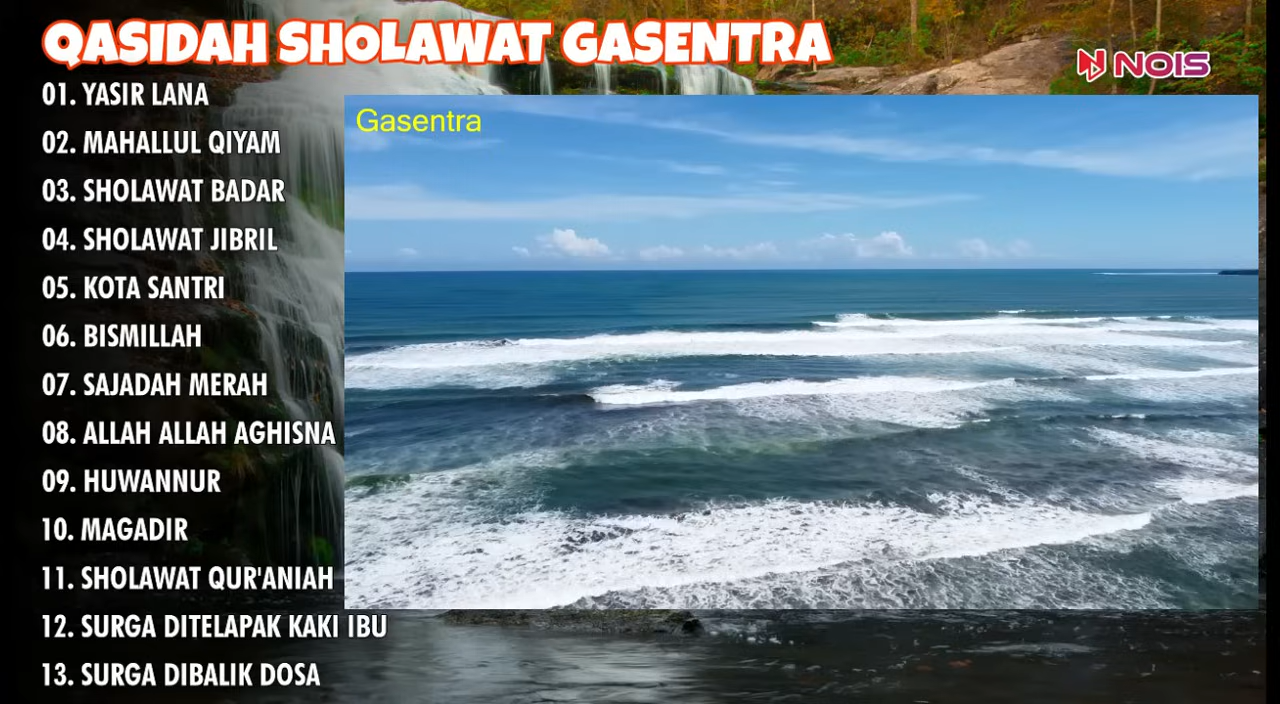 QASIDAH SHOLAWAT GASENTRA
NOIS
01. YASIR LANA
02. MAHALLUL QIYAM
03. SHOLAWAT BADAR
04. SHOLAWAT JIBRIL
05. KOTA SANTRI
06. BISMILLAH
07. SAJADAH MERAH
08. ALLAH ALLAH AGHISNA
09. HUWANNUR
10. MAGADIR
11. SHOLAWAT QUR'ANIAH
12. SURGA DITELAPAK KAKI IBU
13. SURGA DIBALIK DOSA
Gasentra